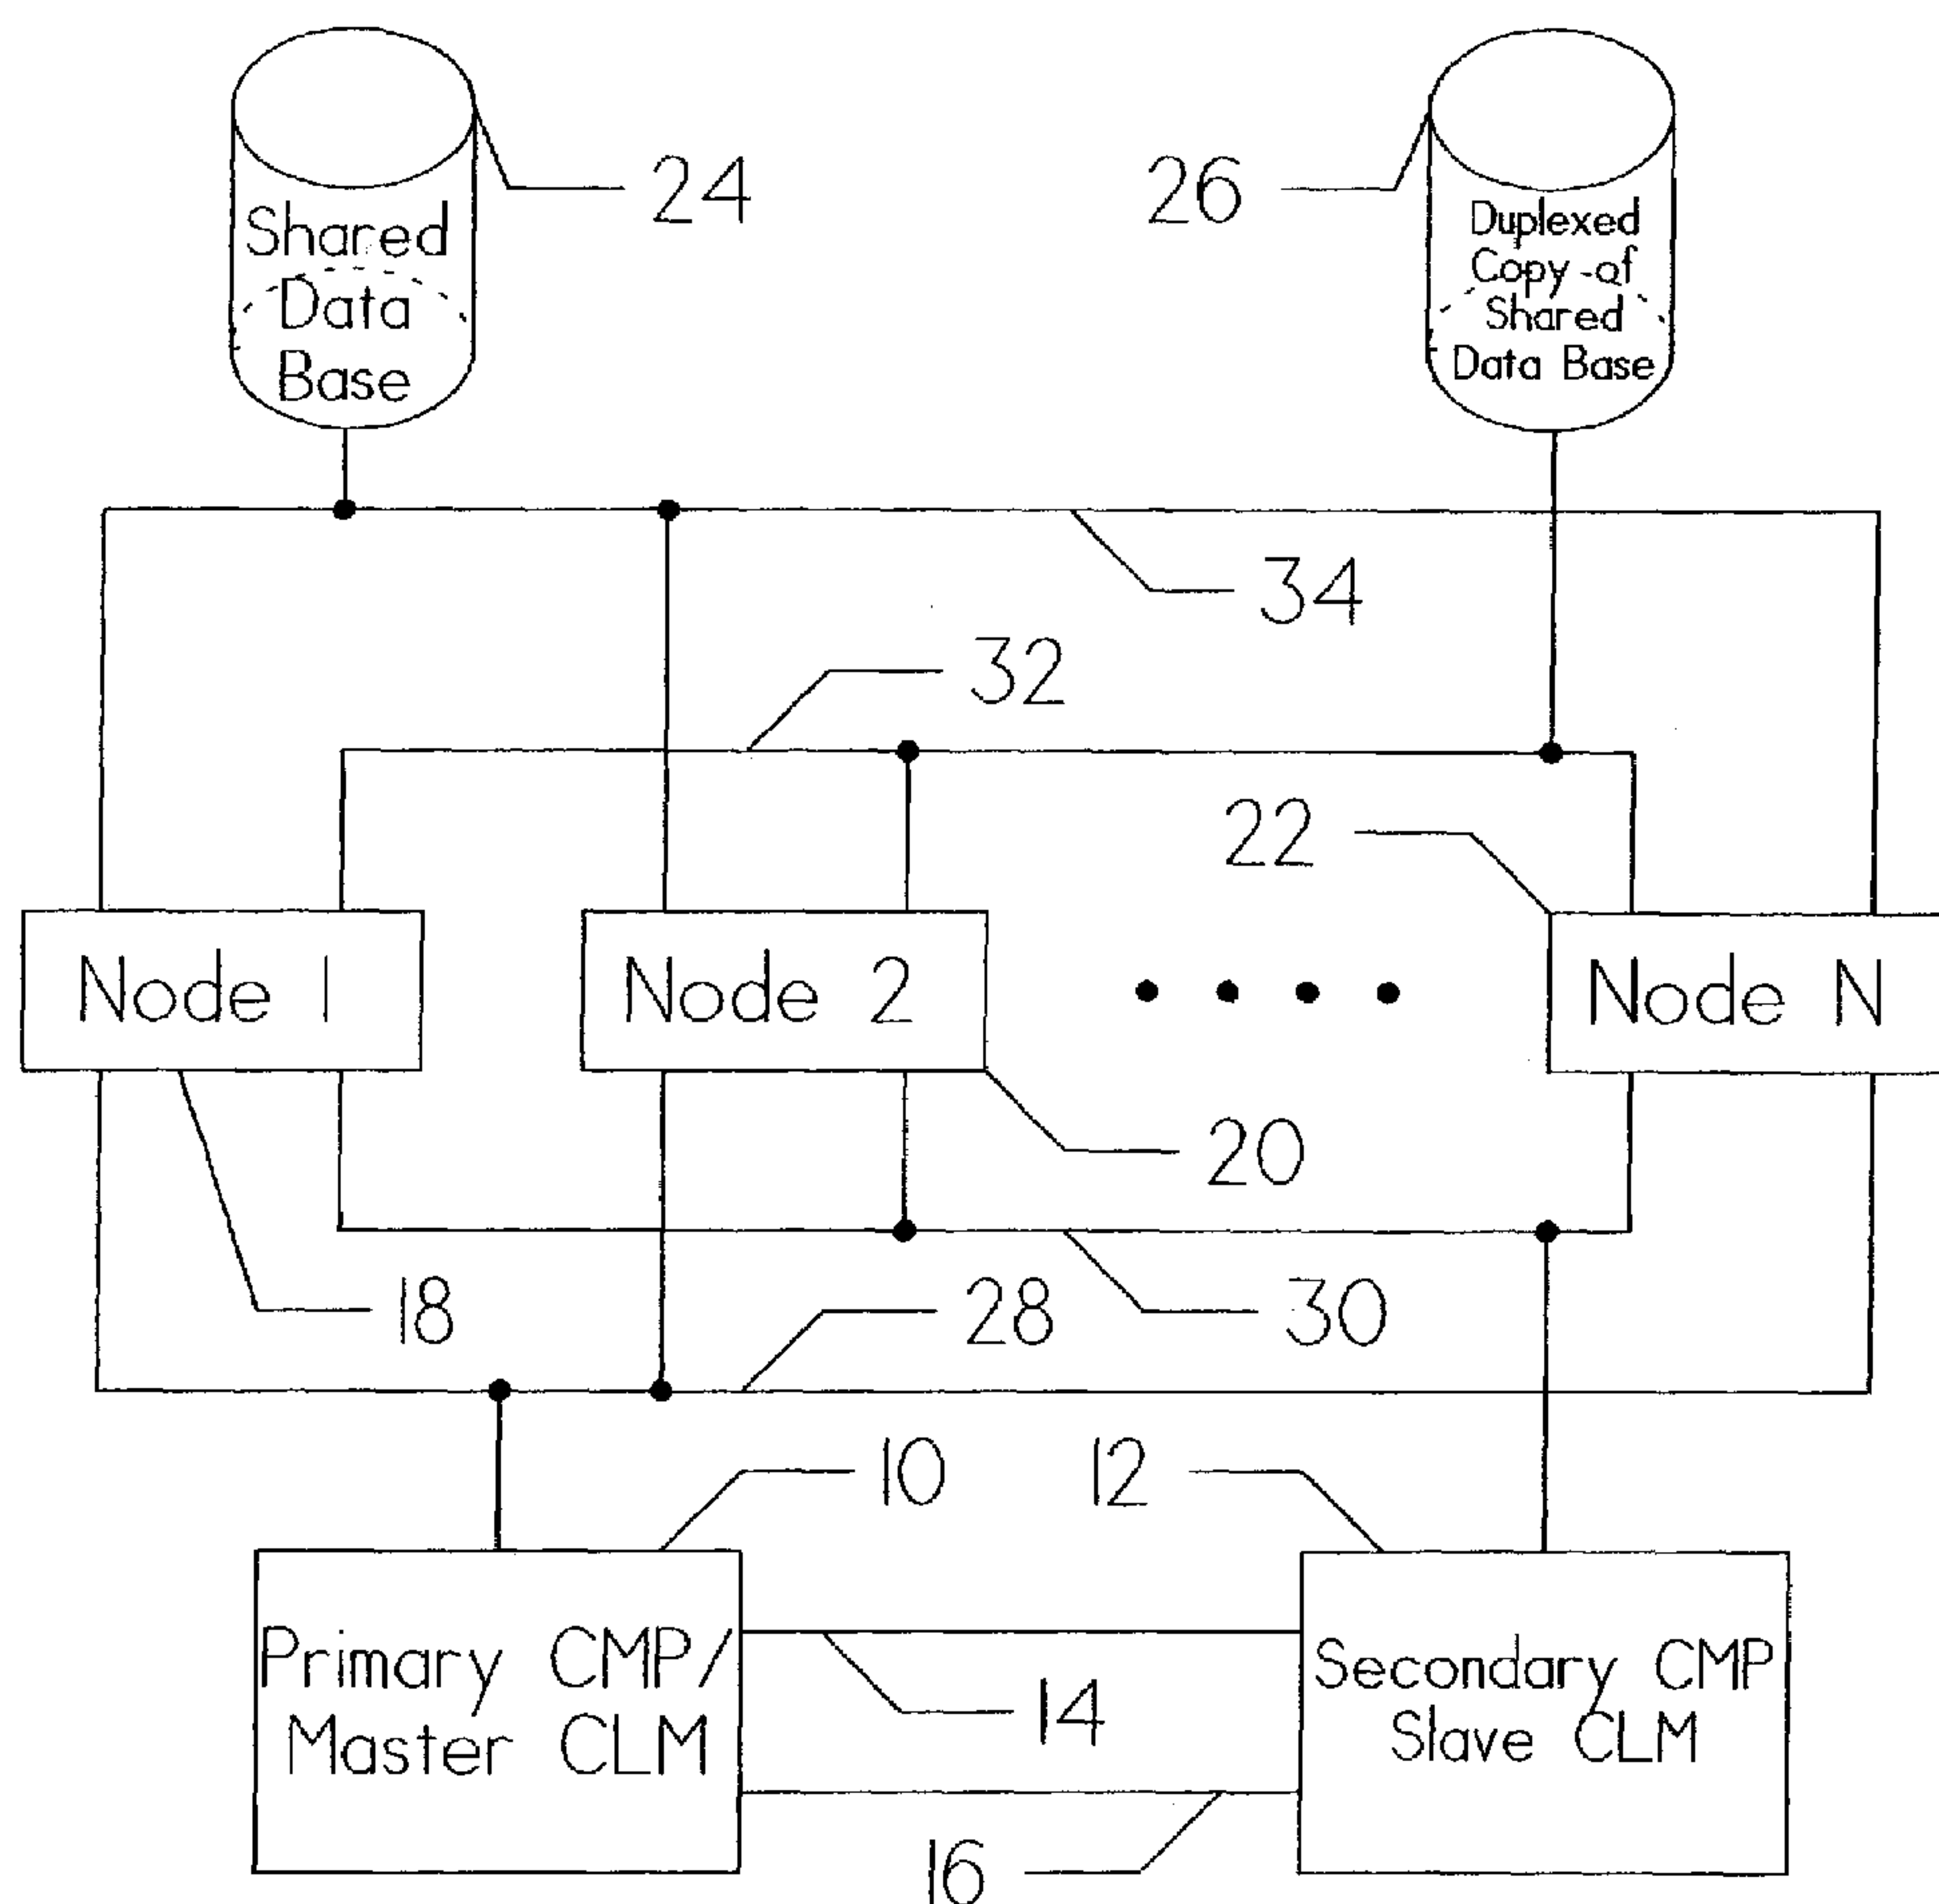 24
26
Shared
Data
Base
Duplexed
Copy of
Shared
Data Base
34
32
22
Node 1
Node 2
Node N
20
18
28
30
10
12
Primary CMP/
Master CLM
Secondary CMP
Slave CLM
14
16